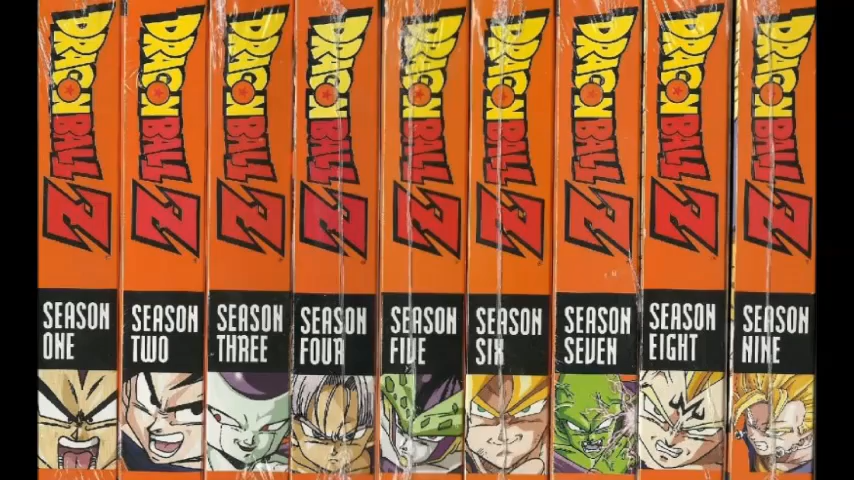 DRAGON BALL Z
SEASON
ONE
DRAGON BALL Z
SEASON
TWO
DRAGON BALL Z
SEASON
THREE
DRAGON BALL Z
SEASON
FOUR
DRAGON BALL Z
SEASON
FIVE
DRAGON BALL Z
SEASON
SIX
DRAGON BALL Z
SEASON
SEVEN
DRAGON BALL Z
SEASON
EIGHT
DRAGON BALL Z
SEASON
NINE